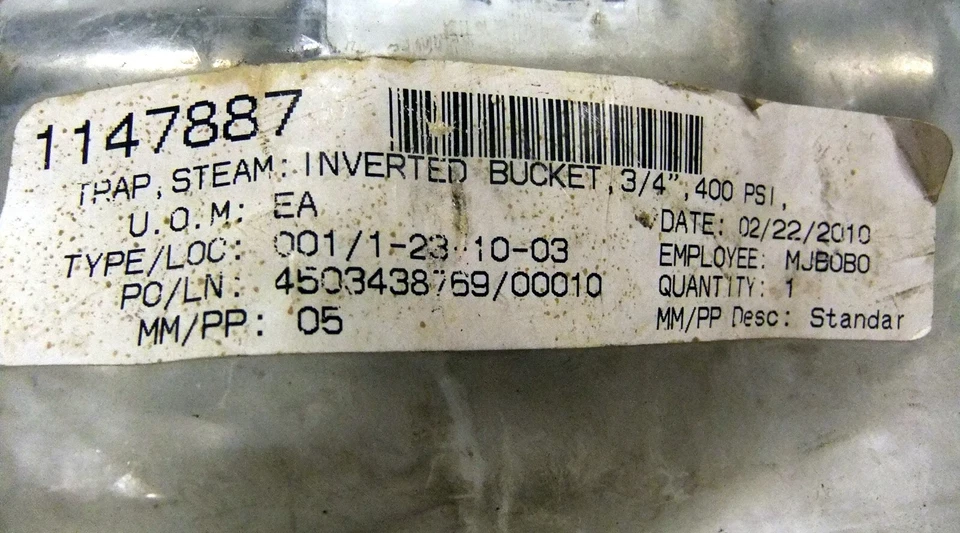 1147887
TRAP, STEAM: INVERTED BUCKET, 3/4", 400 PSI,
U.O.M: EA
DATE: 02/22/2010
TYPE/LOC: 001/1-23-10-03
EMPLOYEE: MJBOBO
PO/LN: 4503438769/00010
QUANTITY: 1
MM/PP: 05
MM/PP Desc: Standar